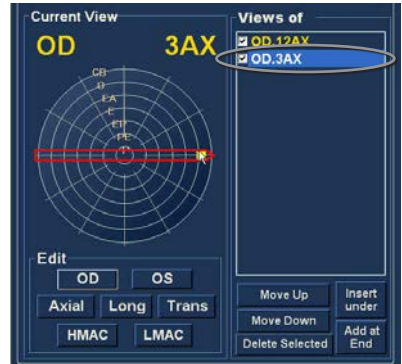 Current View
OD 3AX
CB
O
EA
E
EP
PE
P
Edit
OD OS
Axial Long Trans
HMAC LMAC
Views of
OD.12AX
OD.3AX
Move Up
Move Down
Delete Selected
Insert under
Add at End